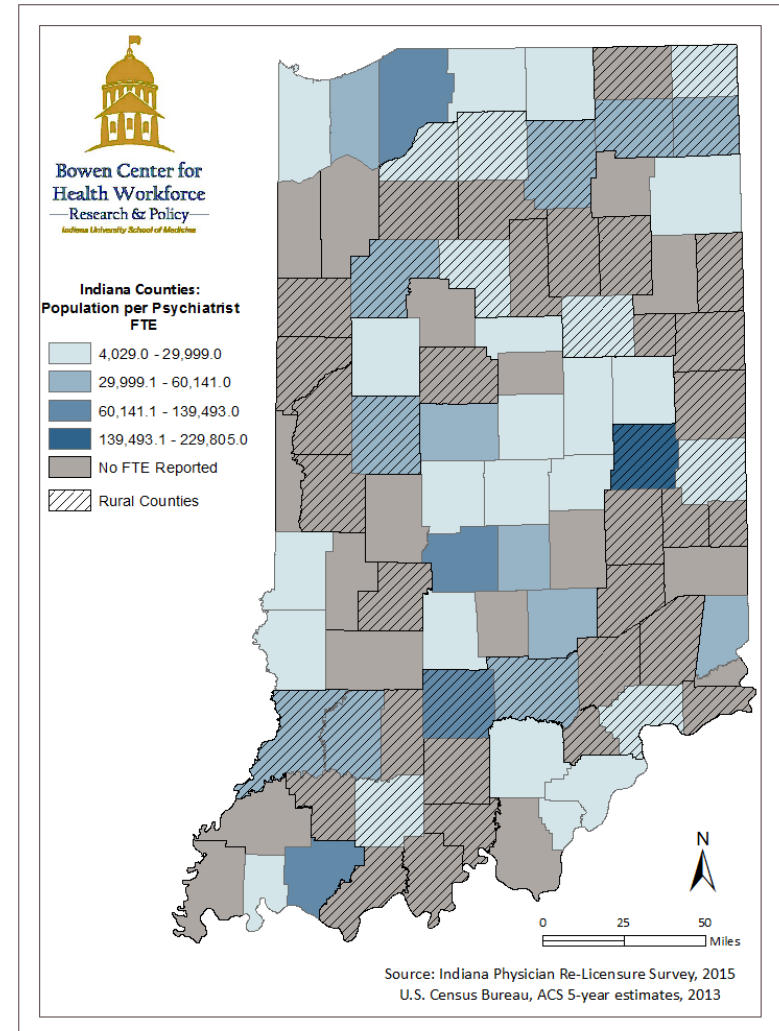 Bowen Center for
Health Workforce
Research & Policy
Indiana University School of Medicine
Indiana Counties:
Population per Psychiatrist
FTE
4,029.0 - 29,999.0
29,999.1 - 60,141.0
60,141.1 - 139,493.0
139,493.1 - 229,805.0
No FTE Reported
Rural Counties
N
0 25 50
Miles
Source: Indiana Physician Re-Licensure Survey, 2015
U.S. Census Bureau, ACS 5-year estimates, 2013